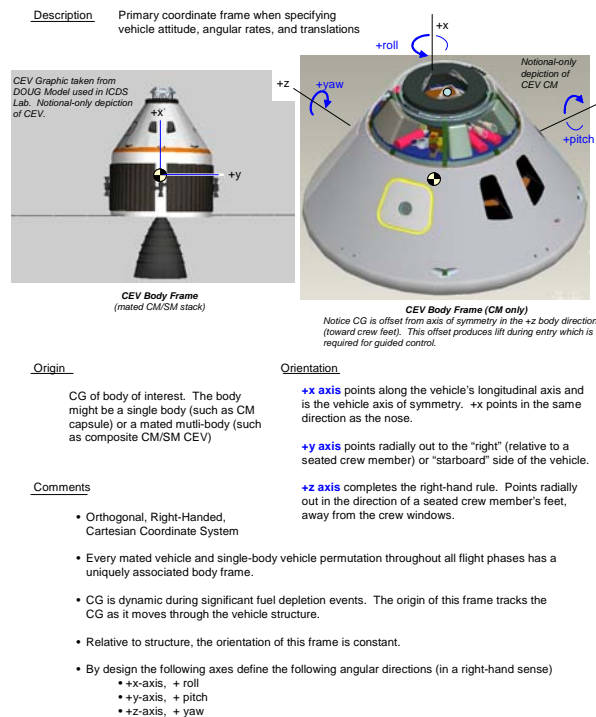 Description
Primary coordinate frame when specifying
vehicle attitude, angular rates, and translations
CEV Graphic taken from
DOUG Model used in ICDS
Lab. Notional-only depiction
of CEV.
+x
+y
CEV Body Frame
(mated CM/SM stack)
+x
+roll
+z
+yaw
Notional-only
depiction of
CEV CM
+pitch
CEV Body Frame (CM only)
Notice CG is offset from axis of symmetry in the +z body direction
(toward crew feet). This offset produces lift during entry which is
required for guided control.
Origin
CG of body of interest. The body
might be a single body (such as CM
capsule) or a mated mutli-body (such
as composite CM/SM CEV)
Orientation
+x axis points along the vehicle's longitudinal axis and
is the vehicle axis of symmetry. +x points in the same
direction as the nose.
+y axis points radially out to the “right” (relative to a
seated crew member) or “starboard” side of the vehicle.
+z axis completes the right-hand rule. Points radially
out in the direction of a seated crew member's feet,
away from the crew windows.
Comments
• Orthogonal, Right-Handed,
Cartesian Coordinate System
• Every mated vehicle and single-body vehicle permutation throughout all flight phases has a
uniquely associated body frame.
• CG is dynamic during significant fuel depletion events. The origin of this frame tracks the
CG as it moves through the vehicle structure.
• Relative to structure, the orientation of this frame is constant.
• By design the following axes define the following angular directions (in a right-hand sense)
• +x-axis, + roll
• +y-axis, + pitch
• +z-axis, + yaw